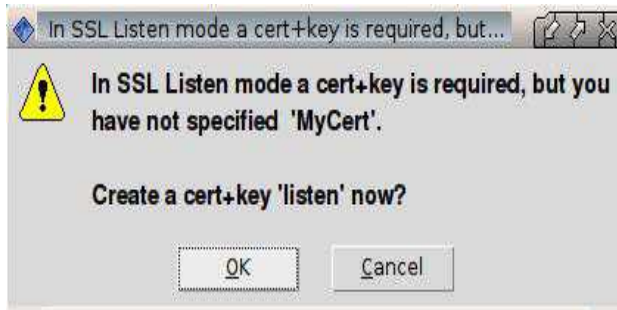 In SSL Listen mode a cert+key is required, but...
In SSL Listen mode a cert+key is required, but you
have not specified 'MyCert'.
Create a cert+key 'listen' now?
OK
Cancel